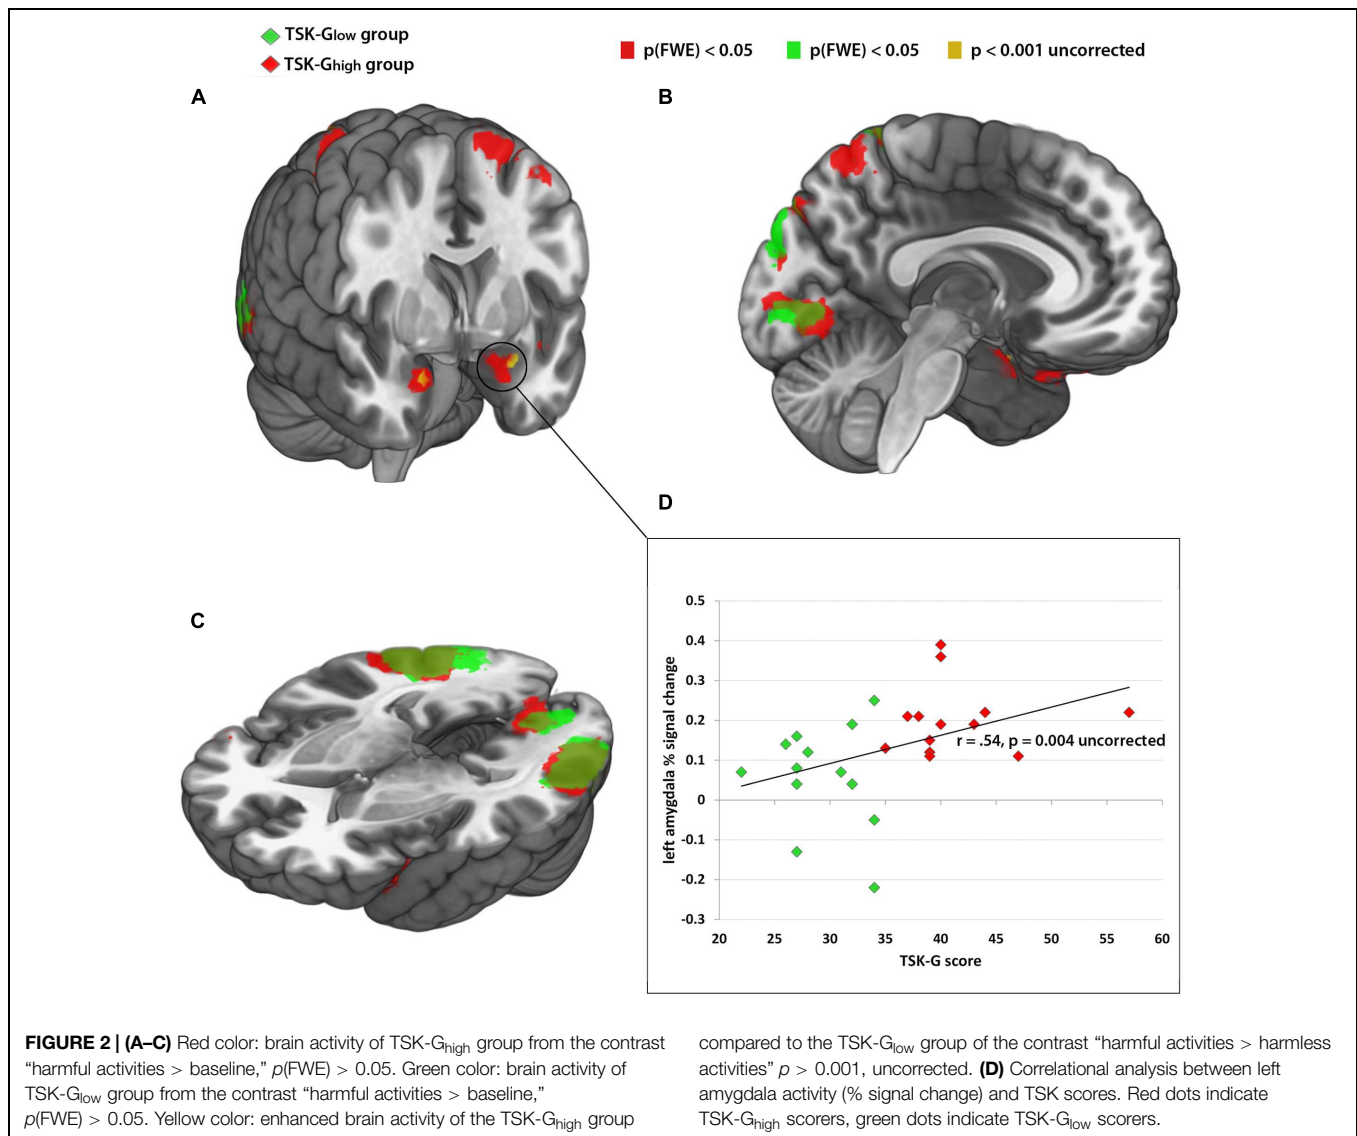 TSK-Glow group
TSK-Ghigh group
p(FWE) < 0.05 p(FWE) < 0.05 p < 0.001 uncorrected
A
B
C
D
0.5
0.4
0.3
0.2
0.1
0
-0.1
-0.2
-0.3
left amygdala % signal change
r = .54, p = 0.004 uncorrected
20 25 30 35 40 45 50 55 60
TSK-G score
FIGURE 2 | (A–C) Red color: brain activity of TSK-Ghigh group from the contrast
“harmful activities > baseline,” p(FWE) > 0.05. Green color: brain activity of
TSK-Glow group from the contrast “harmful activities > baseline,”
p(FWE) > 0.05. Yellow color: enhanced brain activity of the TSK-Ghigh group
compared to the TSK-Glow group of the contrast “harmful activities > harmless
activities” p > 0.001, uncorrected. (D) Correlational analysis between left
amygdala activity (% signal change) and TSK scores. Red dots indicate
TSK-Ghigh scorers, green dots indicate TSK-Glow scorers.